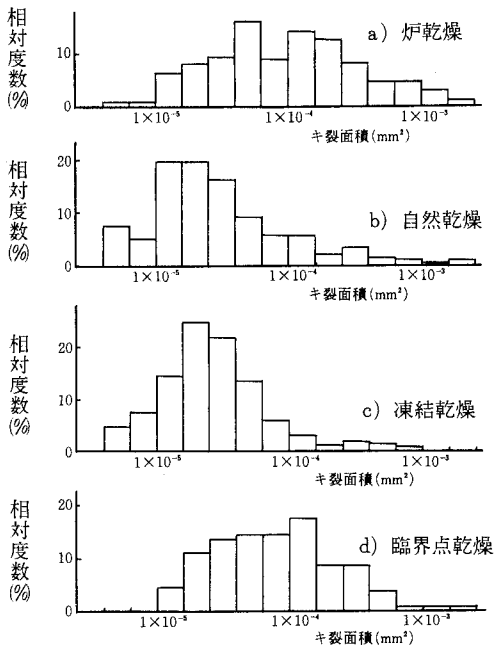 相対度数(%)
10
0
a) 炉乾燥
1×10⁻⁵ 1×10⁻⁴ 1×10⁻³
キ裂面積(mm²)
相対度数(%)
20
10
0
b) 自然乾燥
1×10⁻⁵ 1×10⁻⁴ 1×10⁻³
キ裂面積(mm²)
相対度数(%)
20
10
0
c) 凍結乾燥
1×10⁻⁵ 1×10⁻⁴ 1×10⁻³
キ裂面積(mm²)
相対度数(%)
20
10
0
d) 臨界点乾燥
1×10⁻⁵ 1×10⁻⁴ 1×10⁻³
キ裂面積(mm²)